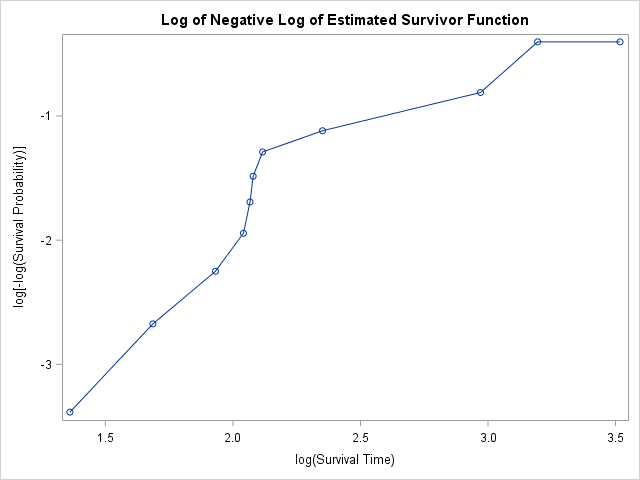 Log of Negative Log of Estimated Survivor Function
log[-log(Survival Probability)]
-1
-2
-3
1.5 2.0 2.5 3.0 3.5
log(Survival Time)